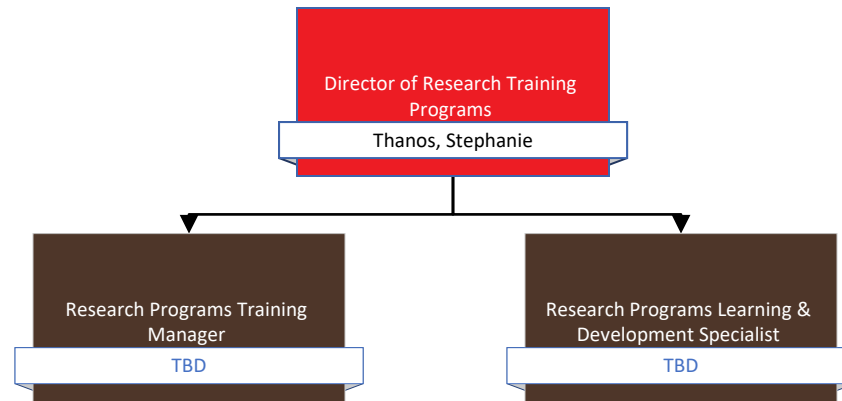 Director of Research Training
Programs
Thanos, Stephanie
Research Programs Training
Manager
TBD
Research Programs Learning &
Development Specialist
TBD